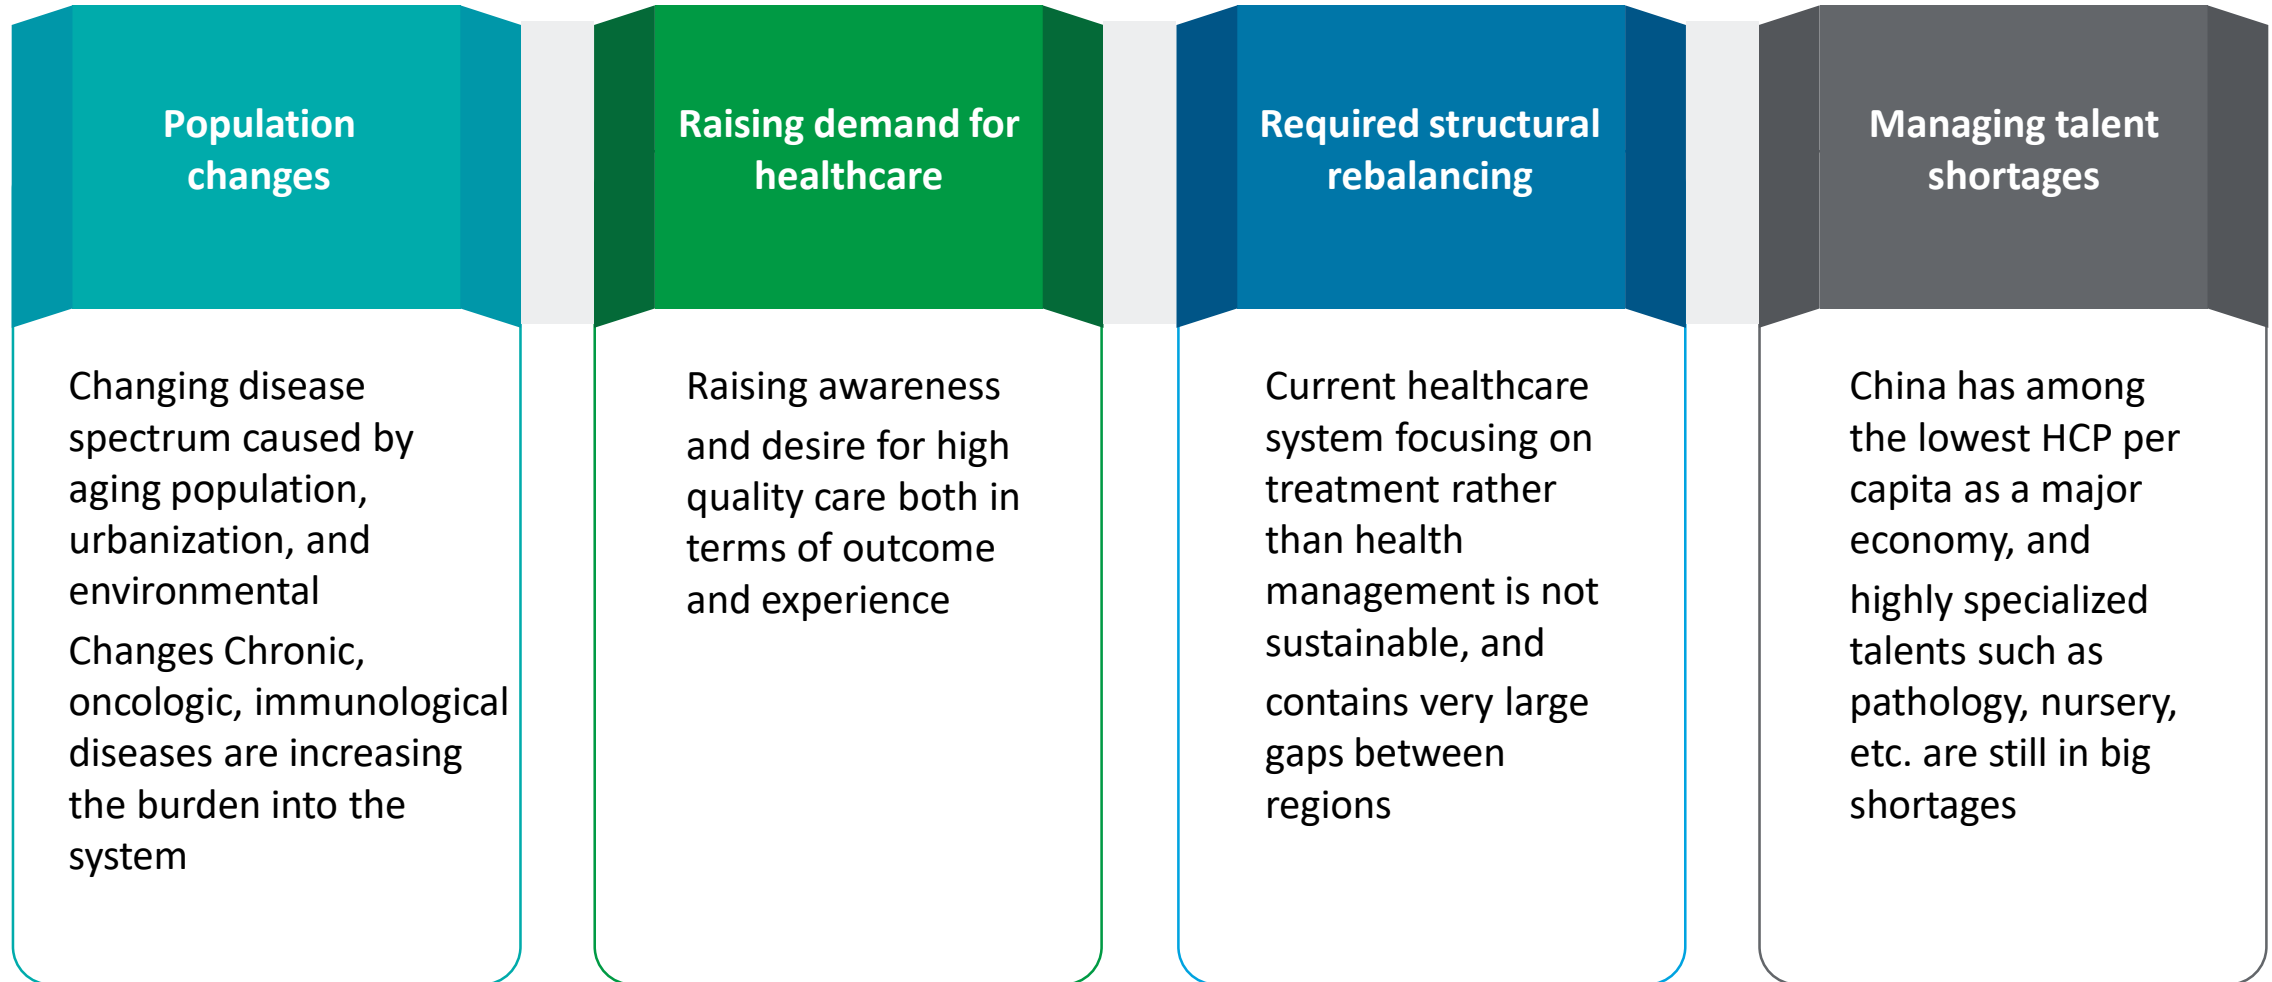 Population
changes
Changing disease
spectrum caused by
aging population,
urbanization, and
environmental
Changes Chronic,
oncologic, immunological
diseases are increasing
the burden into the
system
Raising demand for
healthcare
Raising awareness
and desire for high
quality care both in
terms of outcome
and experience
Required structural
rebalancing
Current healthcare
system focusing on
treatment rather
than health
management is not
sustainable, and
contains very large
gaps between
regions
Managing talent
shortages
China has among
the lowest HCP per
capita as a major
economy, and
highly specialized
talents such as
pathology, nursery,
etc. are still in big
shortages